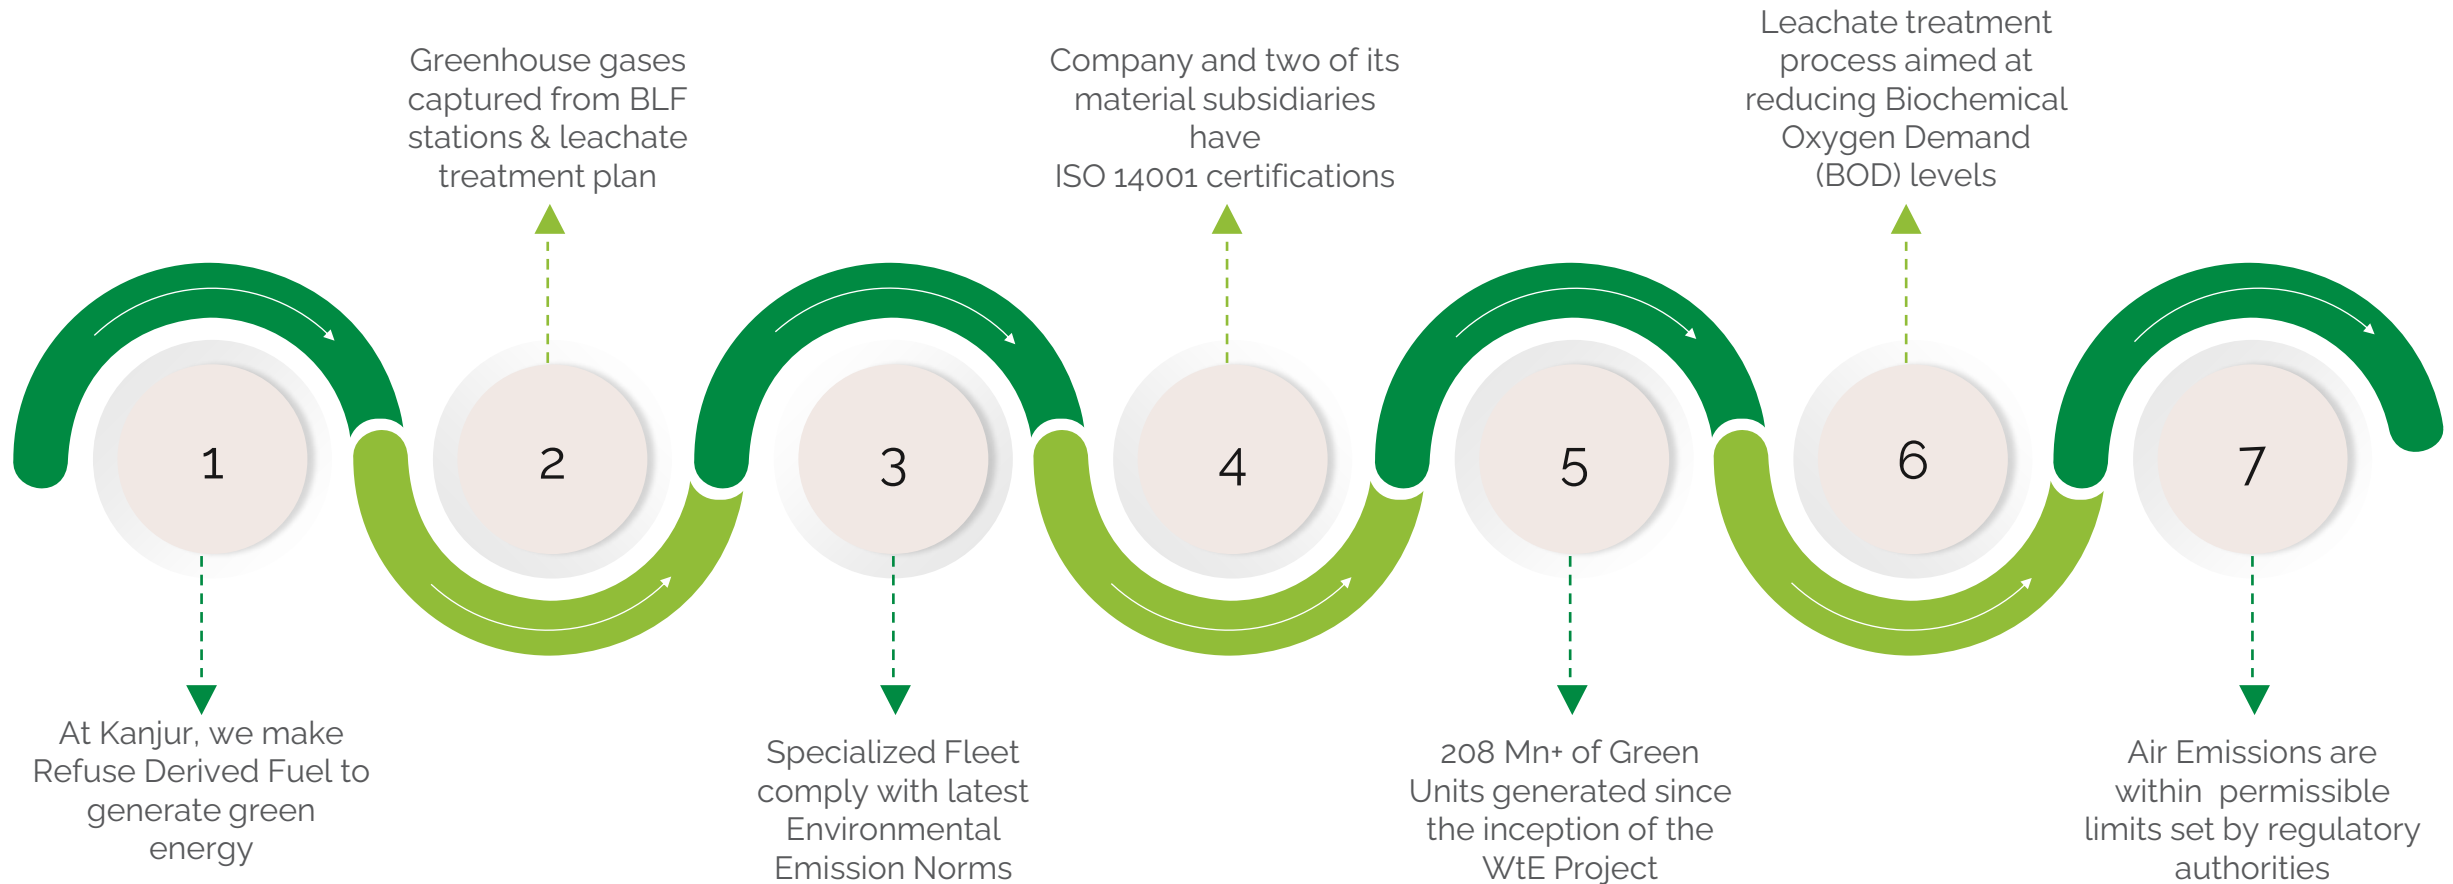 1
At Kanjur, we make
Refuse Derived Fuel to
generate green
energy
Greenhouse gases
captured from BLF
stations & leachate
treatment plan
2
3
Specialized Fleet
comply with latest
Environmental
Emission Norms
Company and two of its
material subsidiaries
have
ISO 14001 certifications
4
5
208 Mn+ of Green
Units generated since
the inception of the
WtE Project
Leachate treatment
process aimed at
reducing Biochemical
Oxygen Demand
(BOD) levels
6
7
Air Emissions are
within  permissible
limits set by regulatory
authorities